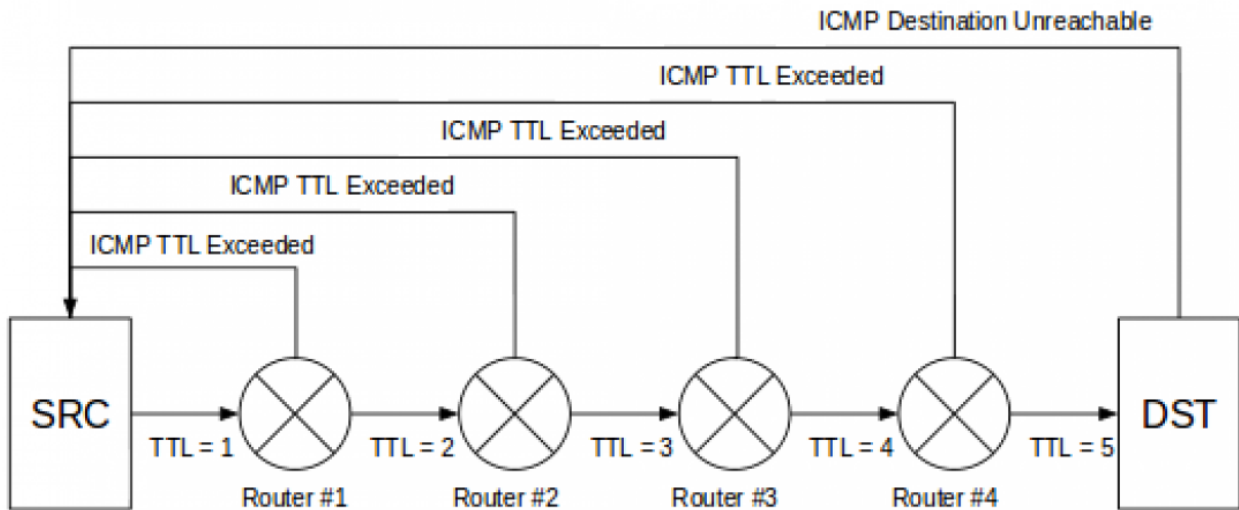 ICMP Destination Unreachable
ICMP TTL Exceeded
ICMP TTL Exceeded
ICMP TTL Exceeded
ICMP TTL Exceeded
SRC
DST
TTL = 1
TTL = 2
TTL = 3
TTL = 4
TTL = 5
Router #1
Router #2
Router #3
Router #4